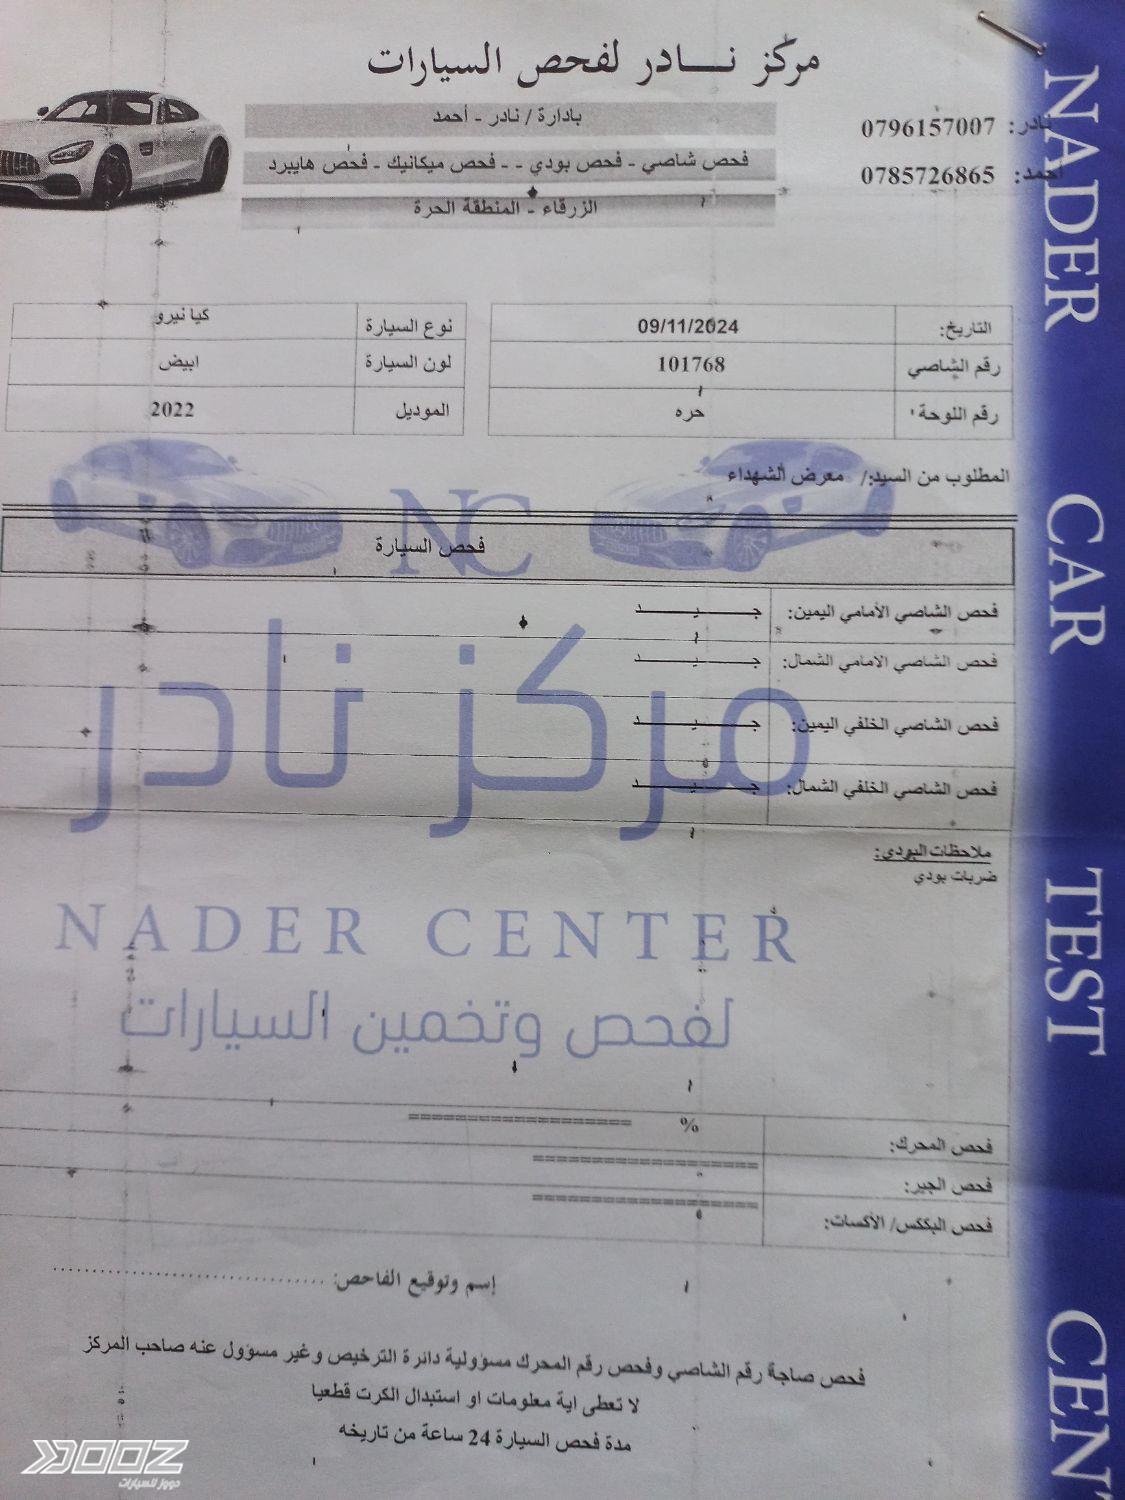 مركز نـــادر لفحص السيارات
بادارة / نادر - أحمد
نادر: 0796157007
فحص شاصي - فحص بودي - - فحص ميكانيك - فحص هايبرد
أحمد: 0785726865
الزرقاء - المنطقة الحرة
التاريخ: 09/11/2024 نوع السيارة كيا نيرو
رقم الشاصي 101768 لون السيارة ابيض
رقم اللوحة حره الموديل 2022
المطلوب من السيد:/ معرض الشهداء
NC
فحص السيارة
فحص الشاصي الأمامي اليمين: جـــيـــد
فحص الشاصي الامامي الشمال: جـــيـــد
فحص الشاصي الخلفي اليمين: جـــيـــد
فحص الشاصي الخلفي الشمال: جـــيـــد
مركز نادر
ملاحظات البودي:
ضربات بودي
NADER CENTER
لفحص وتخمين السيارات
فحص المحرك: % ===================
فحص الجير: ===================
فحص البككس/ الأكسات: ===================
إسم وتوقيع الفاحص: ....................................
فحص صاجة رقم الشاصي وفحص رقم المحرك مسؤولية دائرة الترخيص وغير مسؤول عنه صاحب المركز
لا تعطى اية معلومات او استبدال الكرت قطعيا
مدة فحص السيارة 24 ساعة من تاريخه
NADER CAR TEST CENT
DOOZ
دووز للسيارات